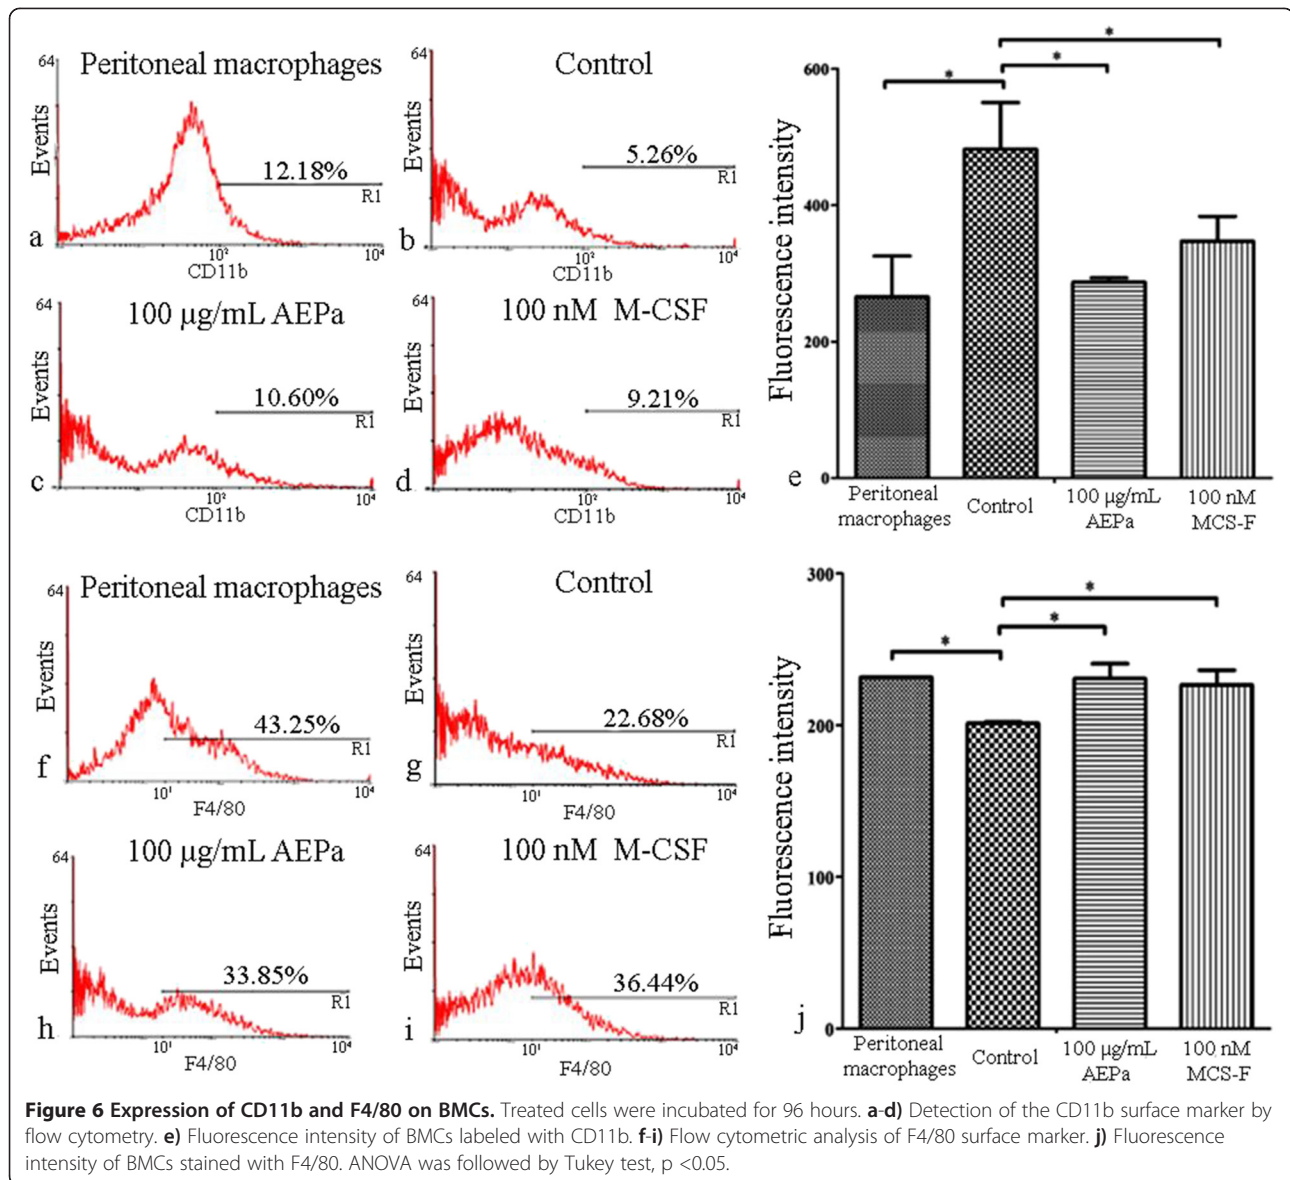 Peritoneal macrophages
64
Events
12.18%
R1
a
10²
10⁴
CD11b
Control
64
Events
5.26%
R1
b
10²
10⁴
CD11b
100 µg/mL AEPa
64
Events
10.60%
R1
c
10²
10⁴
CD11b
100 nM M-CSF
64
Events
9.21%
R1
d
10²
10⁴
CD11b
* * *
Fluorescence intensity
600
400
200
0
e
Peritoneal macrophages
Control
100 µg/mL AEPa
100 nM MCS-F
Peritoneal macrophages
64
Events
43.25%
R1
f
10¹
10⁴
F4/80
Control
64
Events
22.68%
R1
g
10¹
10⁴
F4/80
100 µg/mL AEPa
64
Events
33.85%
R1
h
10¹
10⁴
F4/80
100 nM M-CSF
64
Events
36.44%
R1
i
10¹
10⁴
F4/80
* * *
Fluorescence intensity
300
200
100
0
j
Peritoneal macrophages
Control
100 µg/mL AEPa
100 nM MCS-F
Figure 6 Expression of CD11b and F4/80 on BMCs. Treated cells were incubated for 96 hours. a-d) Detection of the CD11b surface marker by
flow cytometry. e) Fluorescence intensity of BMCs labeled with CD11b. f-i) Flow cytometric analysis of F4/80 surface marker. j) Fluorescence
intensity of BMCs stained with F4/80. ANOVA was followed by Tukey test, p <0.05.